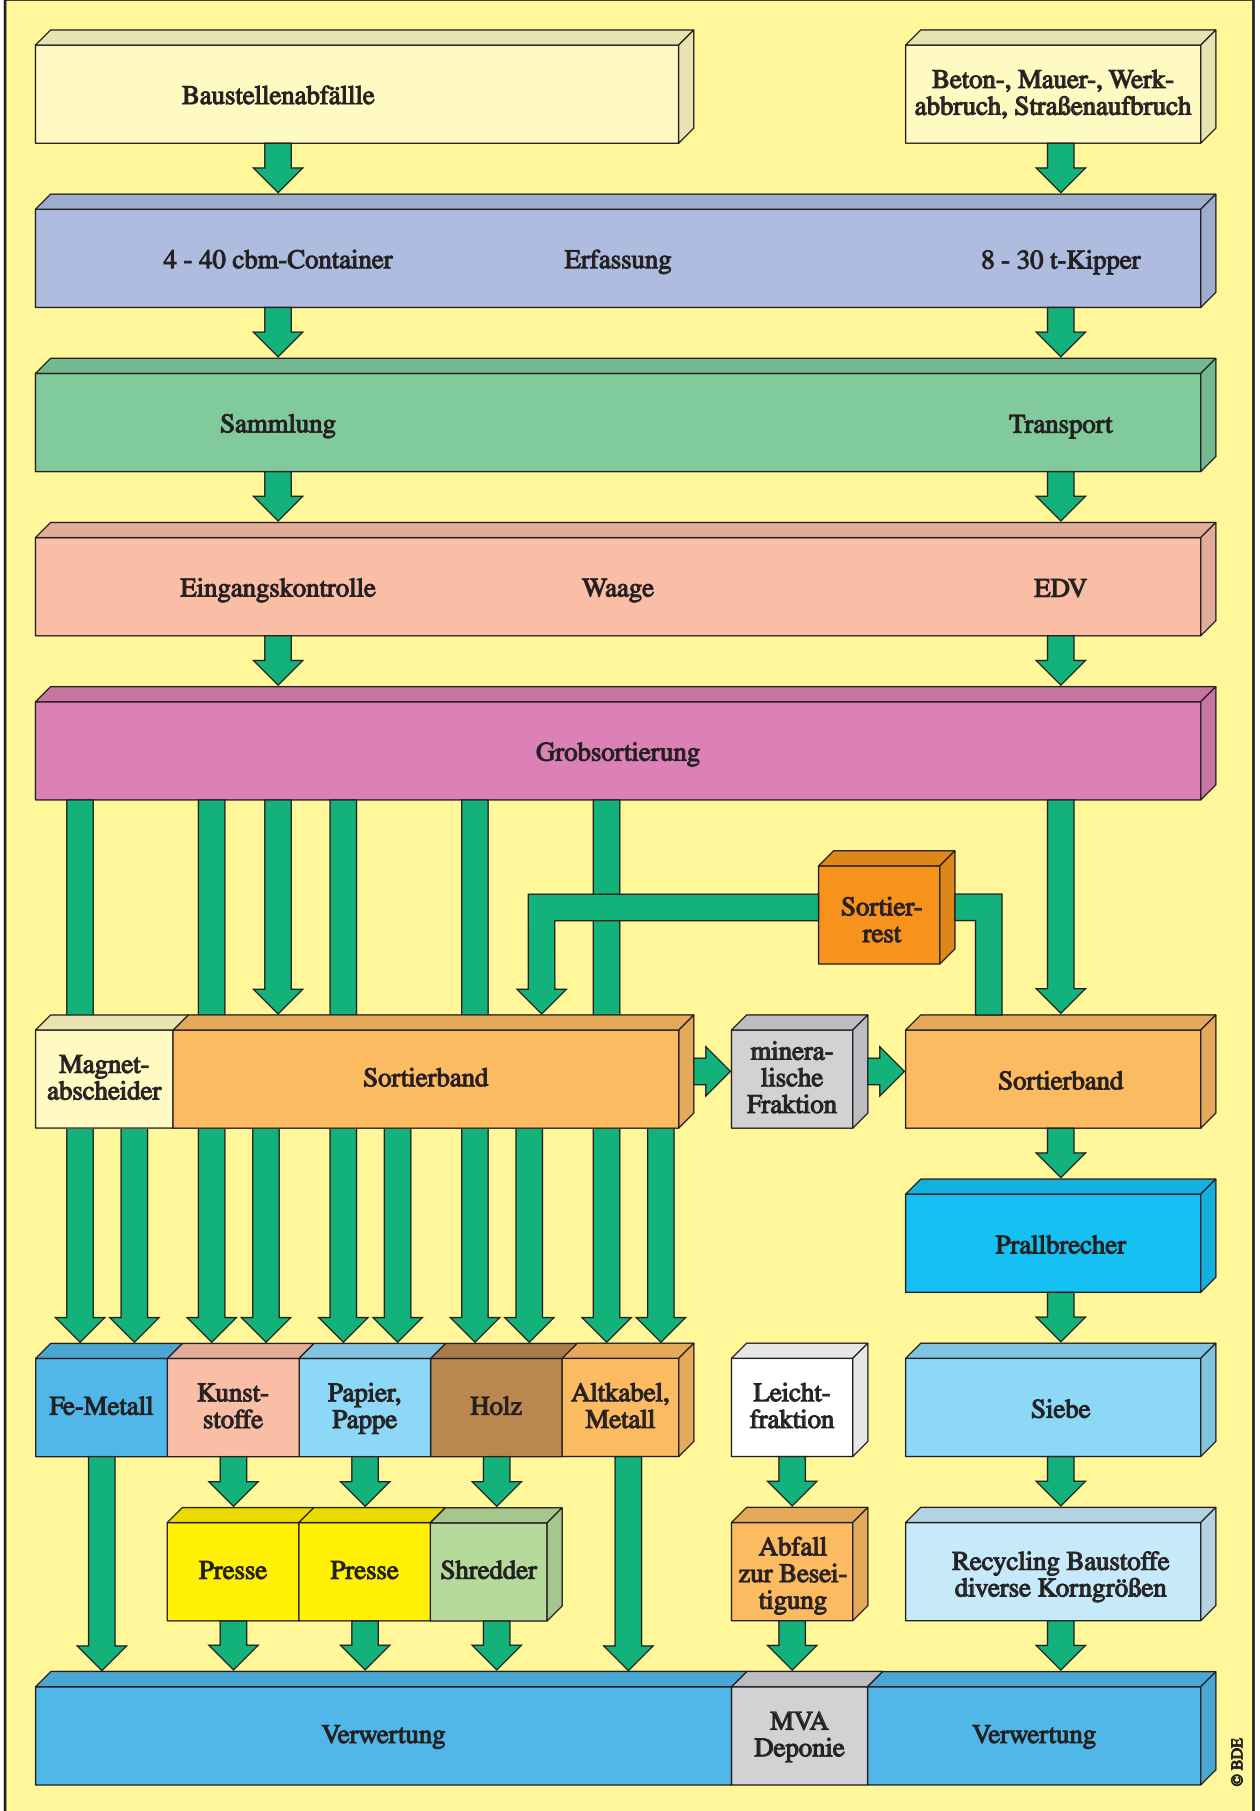 Baustellenabfällle
Beton-, Mauer-, Werk-
abbruch, Straßenaufbruch
4 - 40 cbm-Container
Erfassung
8 - 30 t-Kipper
Sammlung
Transport
Eingangskontrolle
Waage
EDV
Grobsortierung
Sortier-
rest
Magnet-
abscheider
Sortierband
minera-
lische
Fraktion
Sortierband
Prallbrecher
Fe-Metall
Kunst-
stoffe
Papier,
Pappe
Holz
Altkabel,
Metall
Leicht-
fraktion
Siebe
Presse
Presse
Shredder
Abfall
zur Besei-
tigung
Recycling Baustoffe
diverse Korngrößen
Verwertung
MVA
Deponie
Verwertung
© BDE